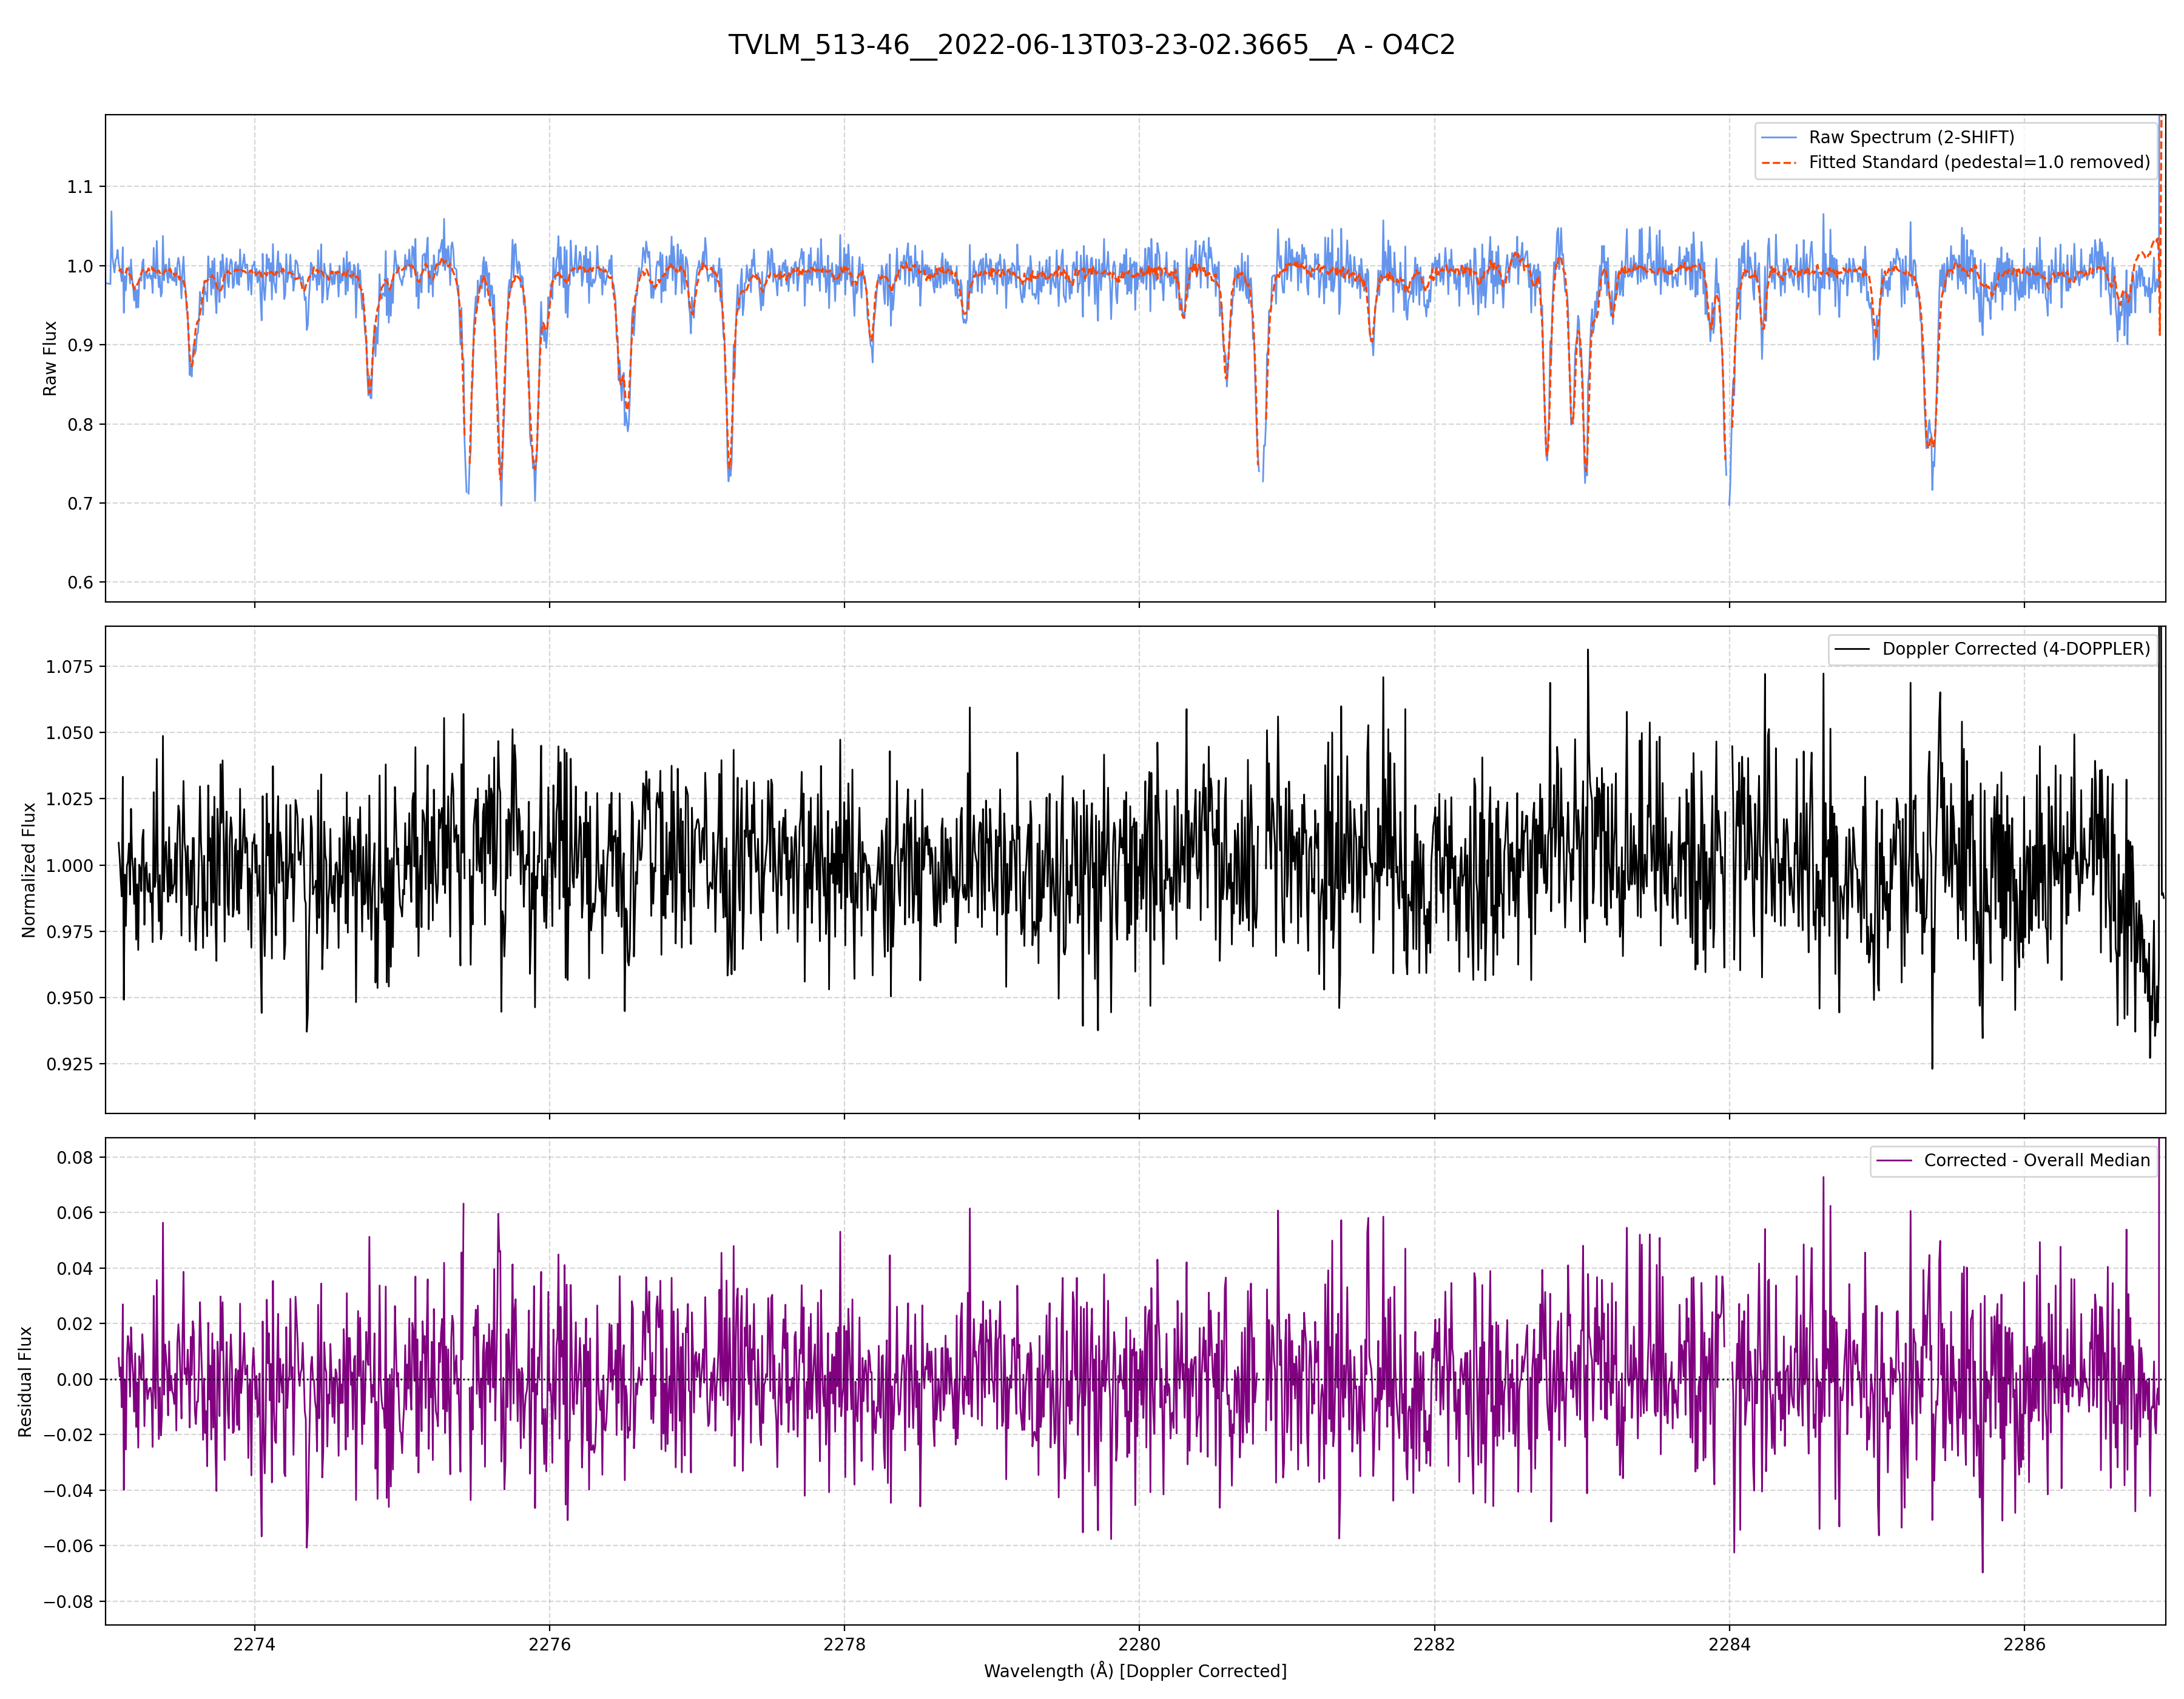 TVLM_513-46__2022-06-13T03-23-02.3665__A - O4C2
Raw Spectrum (2-SHIFT)
Fitted Standard (pedestal=1.0 removed)
Raw Flux
1.1
1.0
0.9
0.8
0.7
0.6
Doppler Corrected (4-DOPPLER)
Normalized Flux
1.075
1.050
1.025
1.000
0.975
0.950
0.925
Corrected - Overall Median
Residual Flux
0.08
0.06
0.04
0.02
0.00
−0.02
−0.04
−0.06
−0.08
2274 2276 2278 2280 2282 2284 2286
Wavelength (Å) [Doppler Corrected]